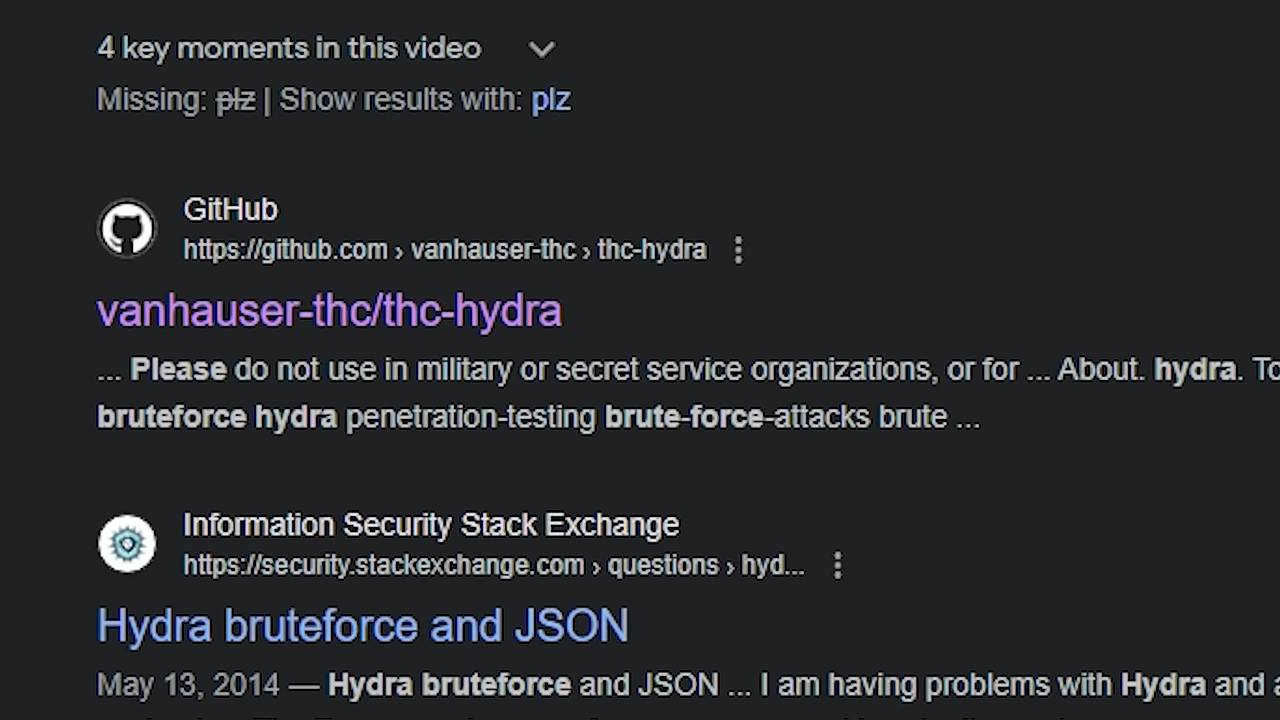 4 key moments in this video
Missing: plz | Show results with: plz
GitHub
https://github.com › vanhauser-thc › thc-hydra
vanhauser-thc/thc-hydra
... Please do not use in military or secret service organizations, or for ... About. hydra. To
bruteforce hydra penetration-testing brute-force-attacks brute ...
Information Security Stack Exchange
https://security.stackexchange.com › questions › hyd...
Hydra bruteforce and JSON
May 13, 2014 — Hydra bruteforce and JSON ... I am having problems with Hydra and a